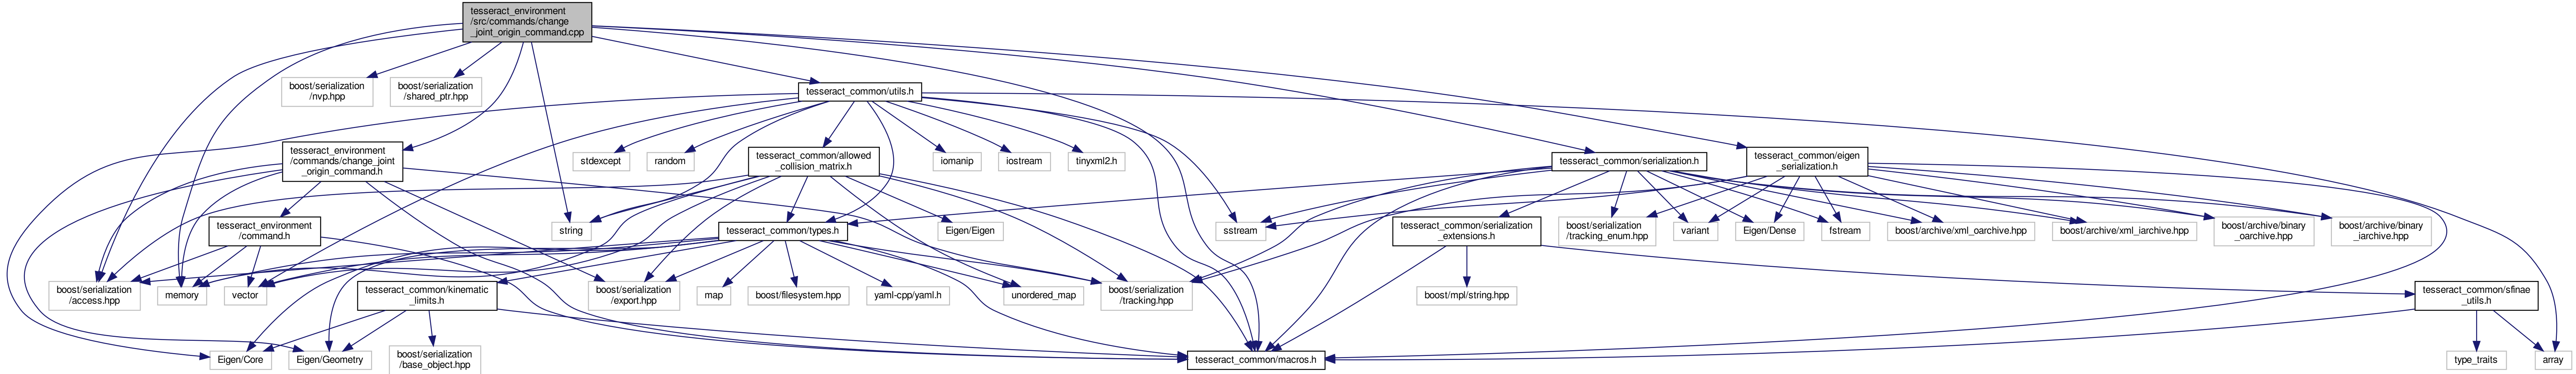 tesseract_environment
/src/commands/change
_joint_origin_command.cpp
boost/serialization
/nvp.hpp
boost/serialization
/shared_ptr.hpp
tesseract_common/utils.h
tesseract_environment
/commands/change_joint
_origin_command.h
stdexcept
random
tesseract_common/allowed
_collision_matrix.h
iomanip
iostream
tinyxml2.h
tesseract_common/serialization.h
tesseract_common/eigen
_serialization.h
tesseract_environment
/command.h
string
tesseract_common/types.h
Eigen/Eigen
sstream
tesseract_common/serialization
_extensions.h
boost/serialization
/tracking_enum.hpp
variant
Eigen/Dense
fstream
boost/archive/xml_oarchive.hpp
boost/archive/xml_iarchive.hpp
boost/archive/binary
_oarchive.hpp
boost/archive/binary
_iarchive.hpp
boost/serialization
/access.hpp
memory
vector
tesseract_common/kinematic
_limits.h
boost/serialization
/export.hpp
map
boost/filesystem.hpp
yaml-cpp/yaml.h
unordered_map
boost/serialization
/tracking.hpp
boost/mpl/string.hpp
tesseract_common/sfinae
_utils.h
Eigen/Core
Eigen/Geometry
boost/serialization
/base_object.hpp
tesseract_common/macros.h
type_traits
array